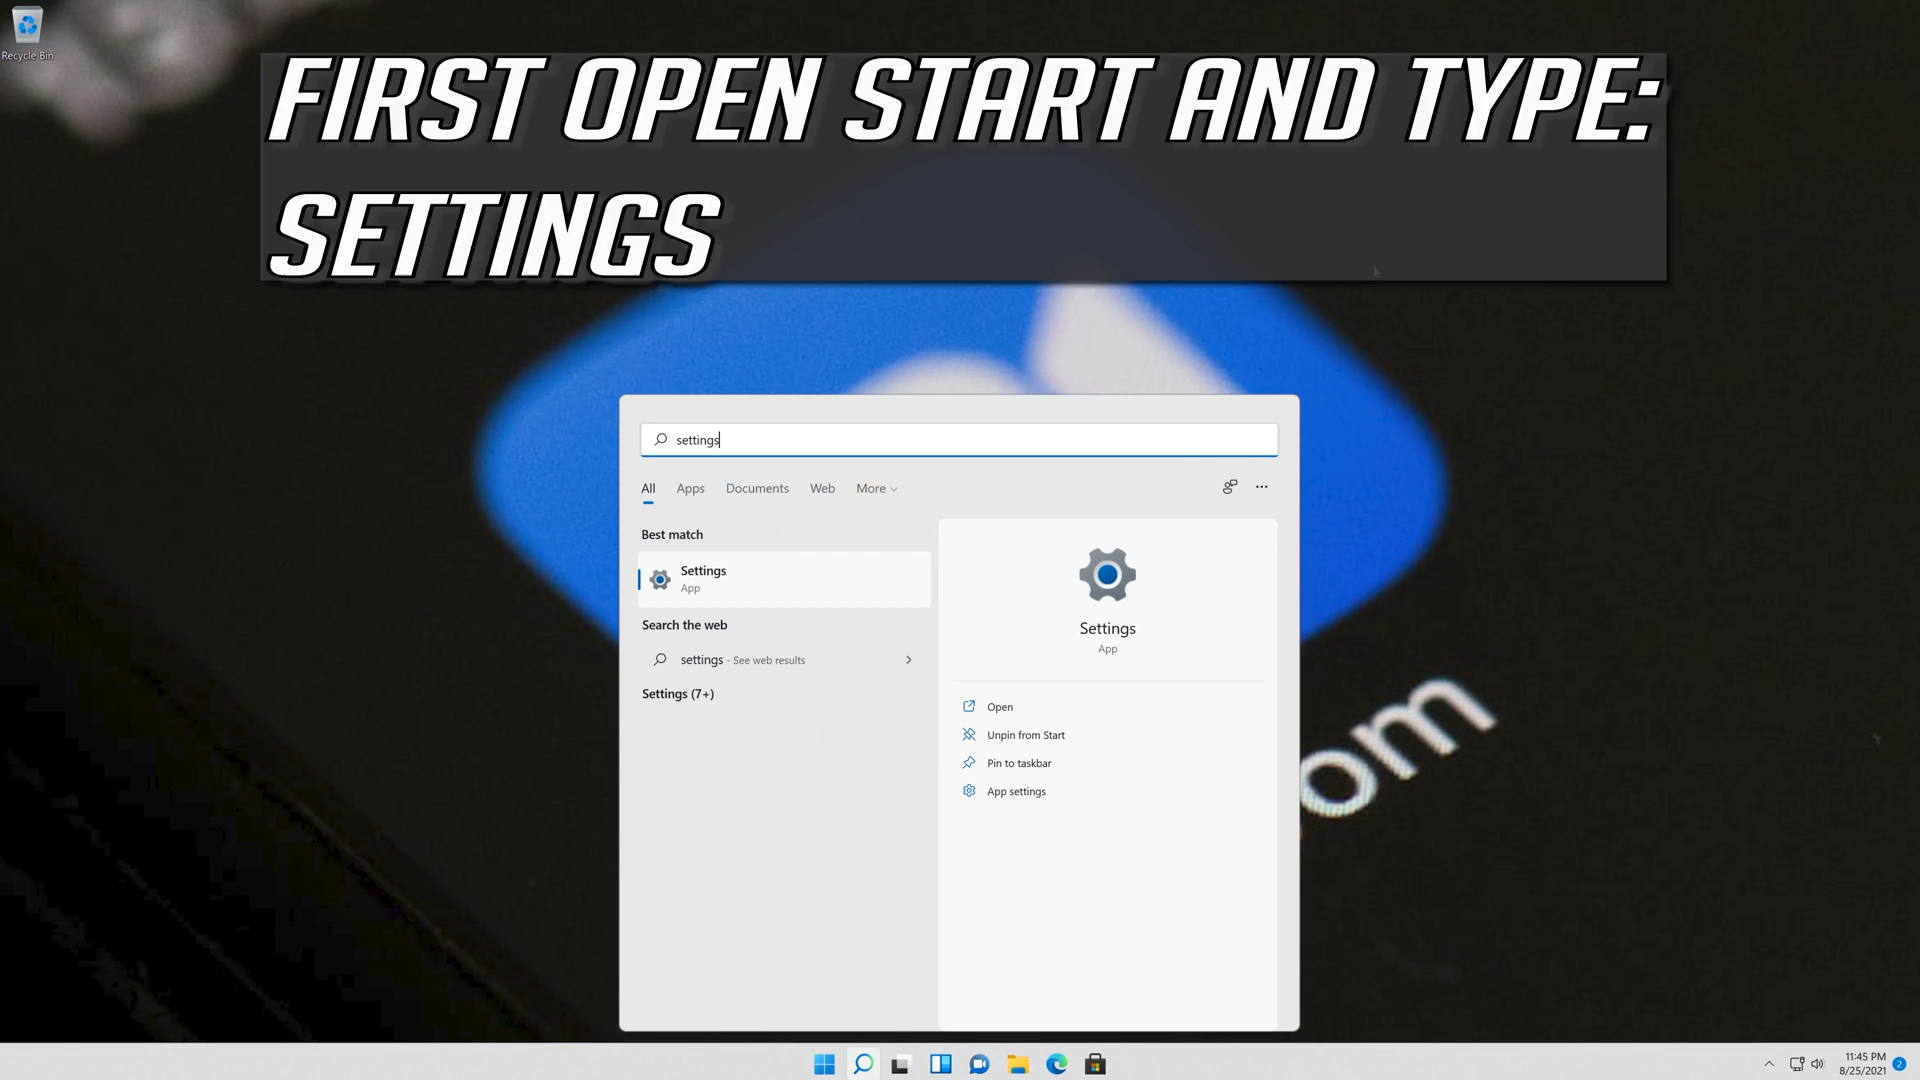 Recycle Bin
FIRST OPEN START AND TYPE:
SETTINGS
settings
All Apps Documents Web More
Best match
Settings
App
Search the web
settings - See web results
Settings (7+)
Settings
App
Open
Unpin from Start
Pin to taskbar
App settings
om
11:45 PM
8/25/2021
2